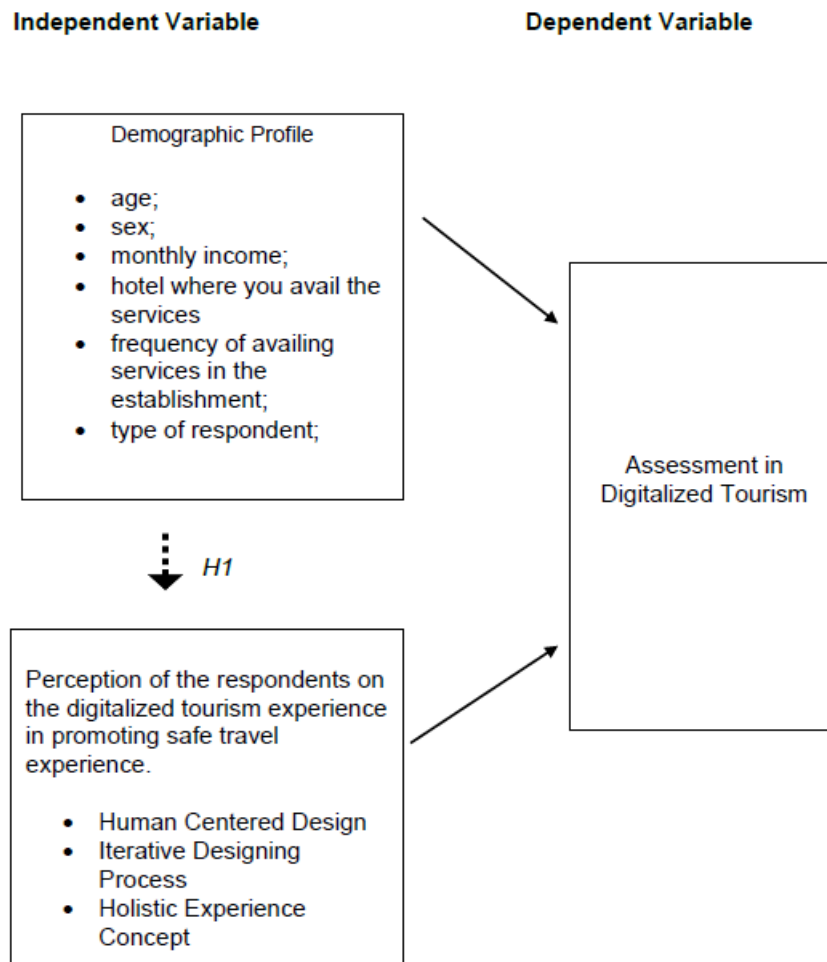 Independent Variable
Dependent Variable
Demographic Profile
• age;
• sex;
• monthly income;
• hotel where you avail the
services
• frequency of availing
services in the
establishment;
• type of respondent;
Assessment in
Digitalized Tourism
H1
Perception of the respondents on
the digitalized tourism experience
in promoting safe travel
experience.
• Human Centered Design
• Iterative Designing
Process
• Holistic Experience
Concept